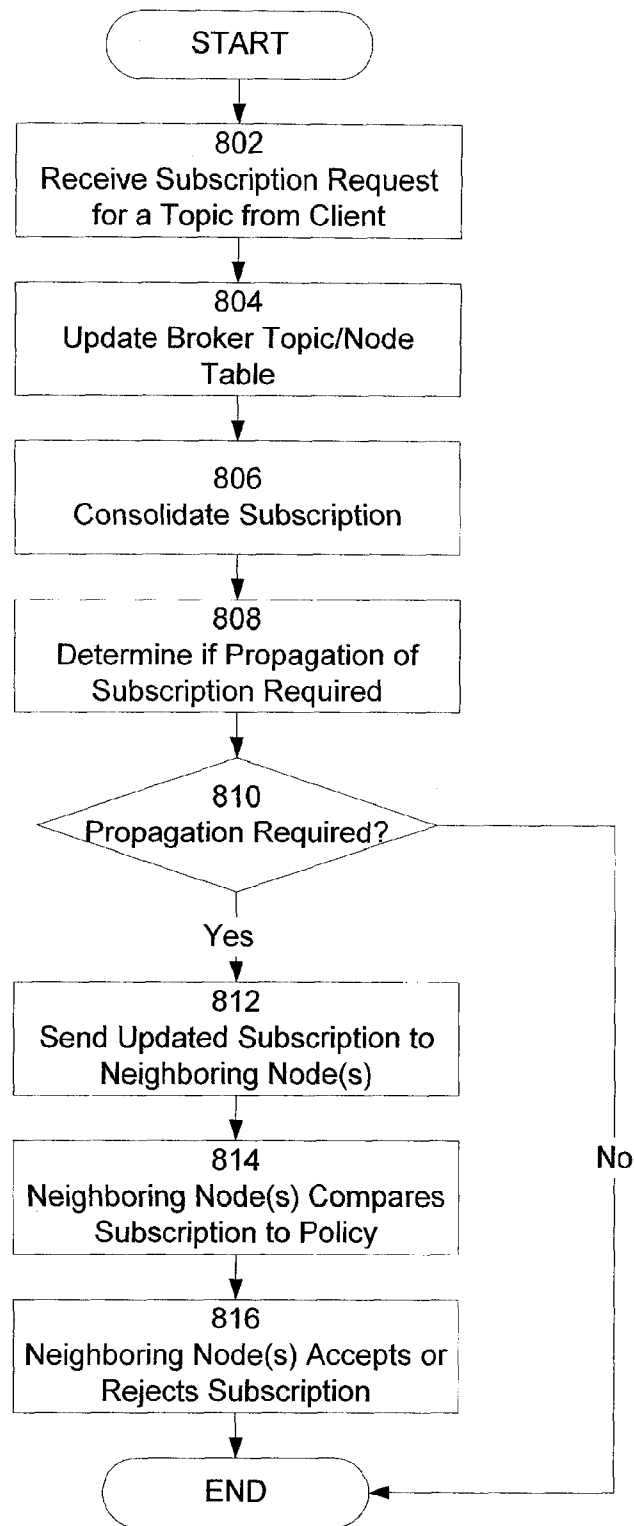 START
802
Receive Subscription Request
for a Topic from Client
804
Update Broker Topic/Node
Table
806
Consolidate Subscription
808
Determine if Propagation of
Subscription Required
810
Propagation Required?
Yes
812
Send Updated Subscription to
Neighboring Node(s)
814
Neighboring Node(s) Compares
Subscription to Policy
No
816
Neighboring Node(s) Accepts or
Rejects Subscription
END